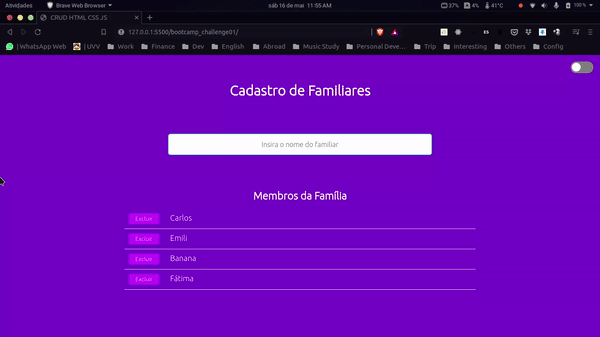 Atividades Brave Web Browser sáb 16 de mai 11:55 AM 37% 4% 41°C 100%
CRUD HTML CSS JS
127.0.0.1:5500/bootcamp_challenge01/
| WhatsApp Web | UVV Work Finance Dev English Abroad Music Study Personal Deve... Trip Interesting Others Config
Cadastro de Familiares
Insira o nome do familiar
Membros da Família
Excluir Carlos
Excluir Emili
Excluir Banana
Excluir Fátima